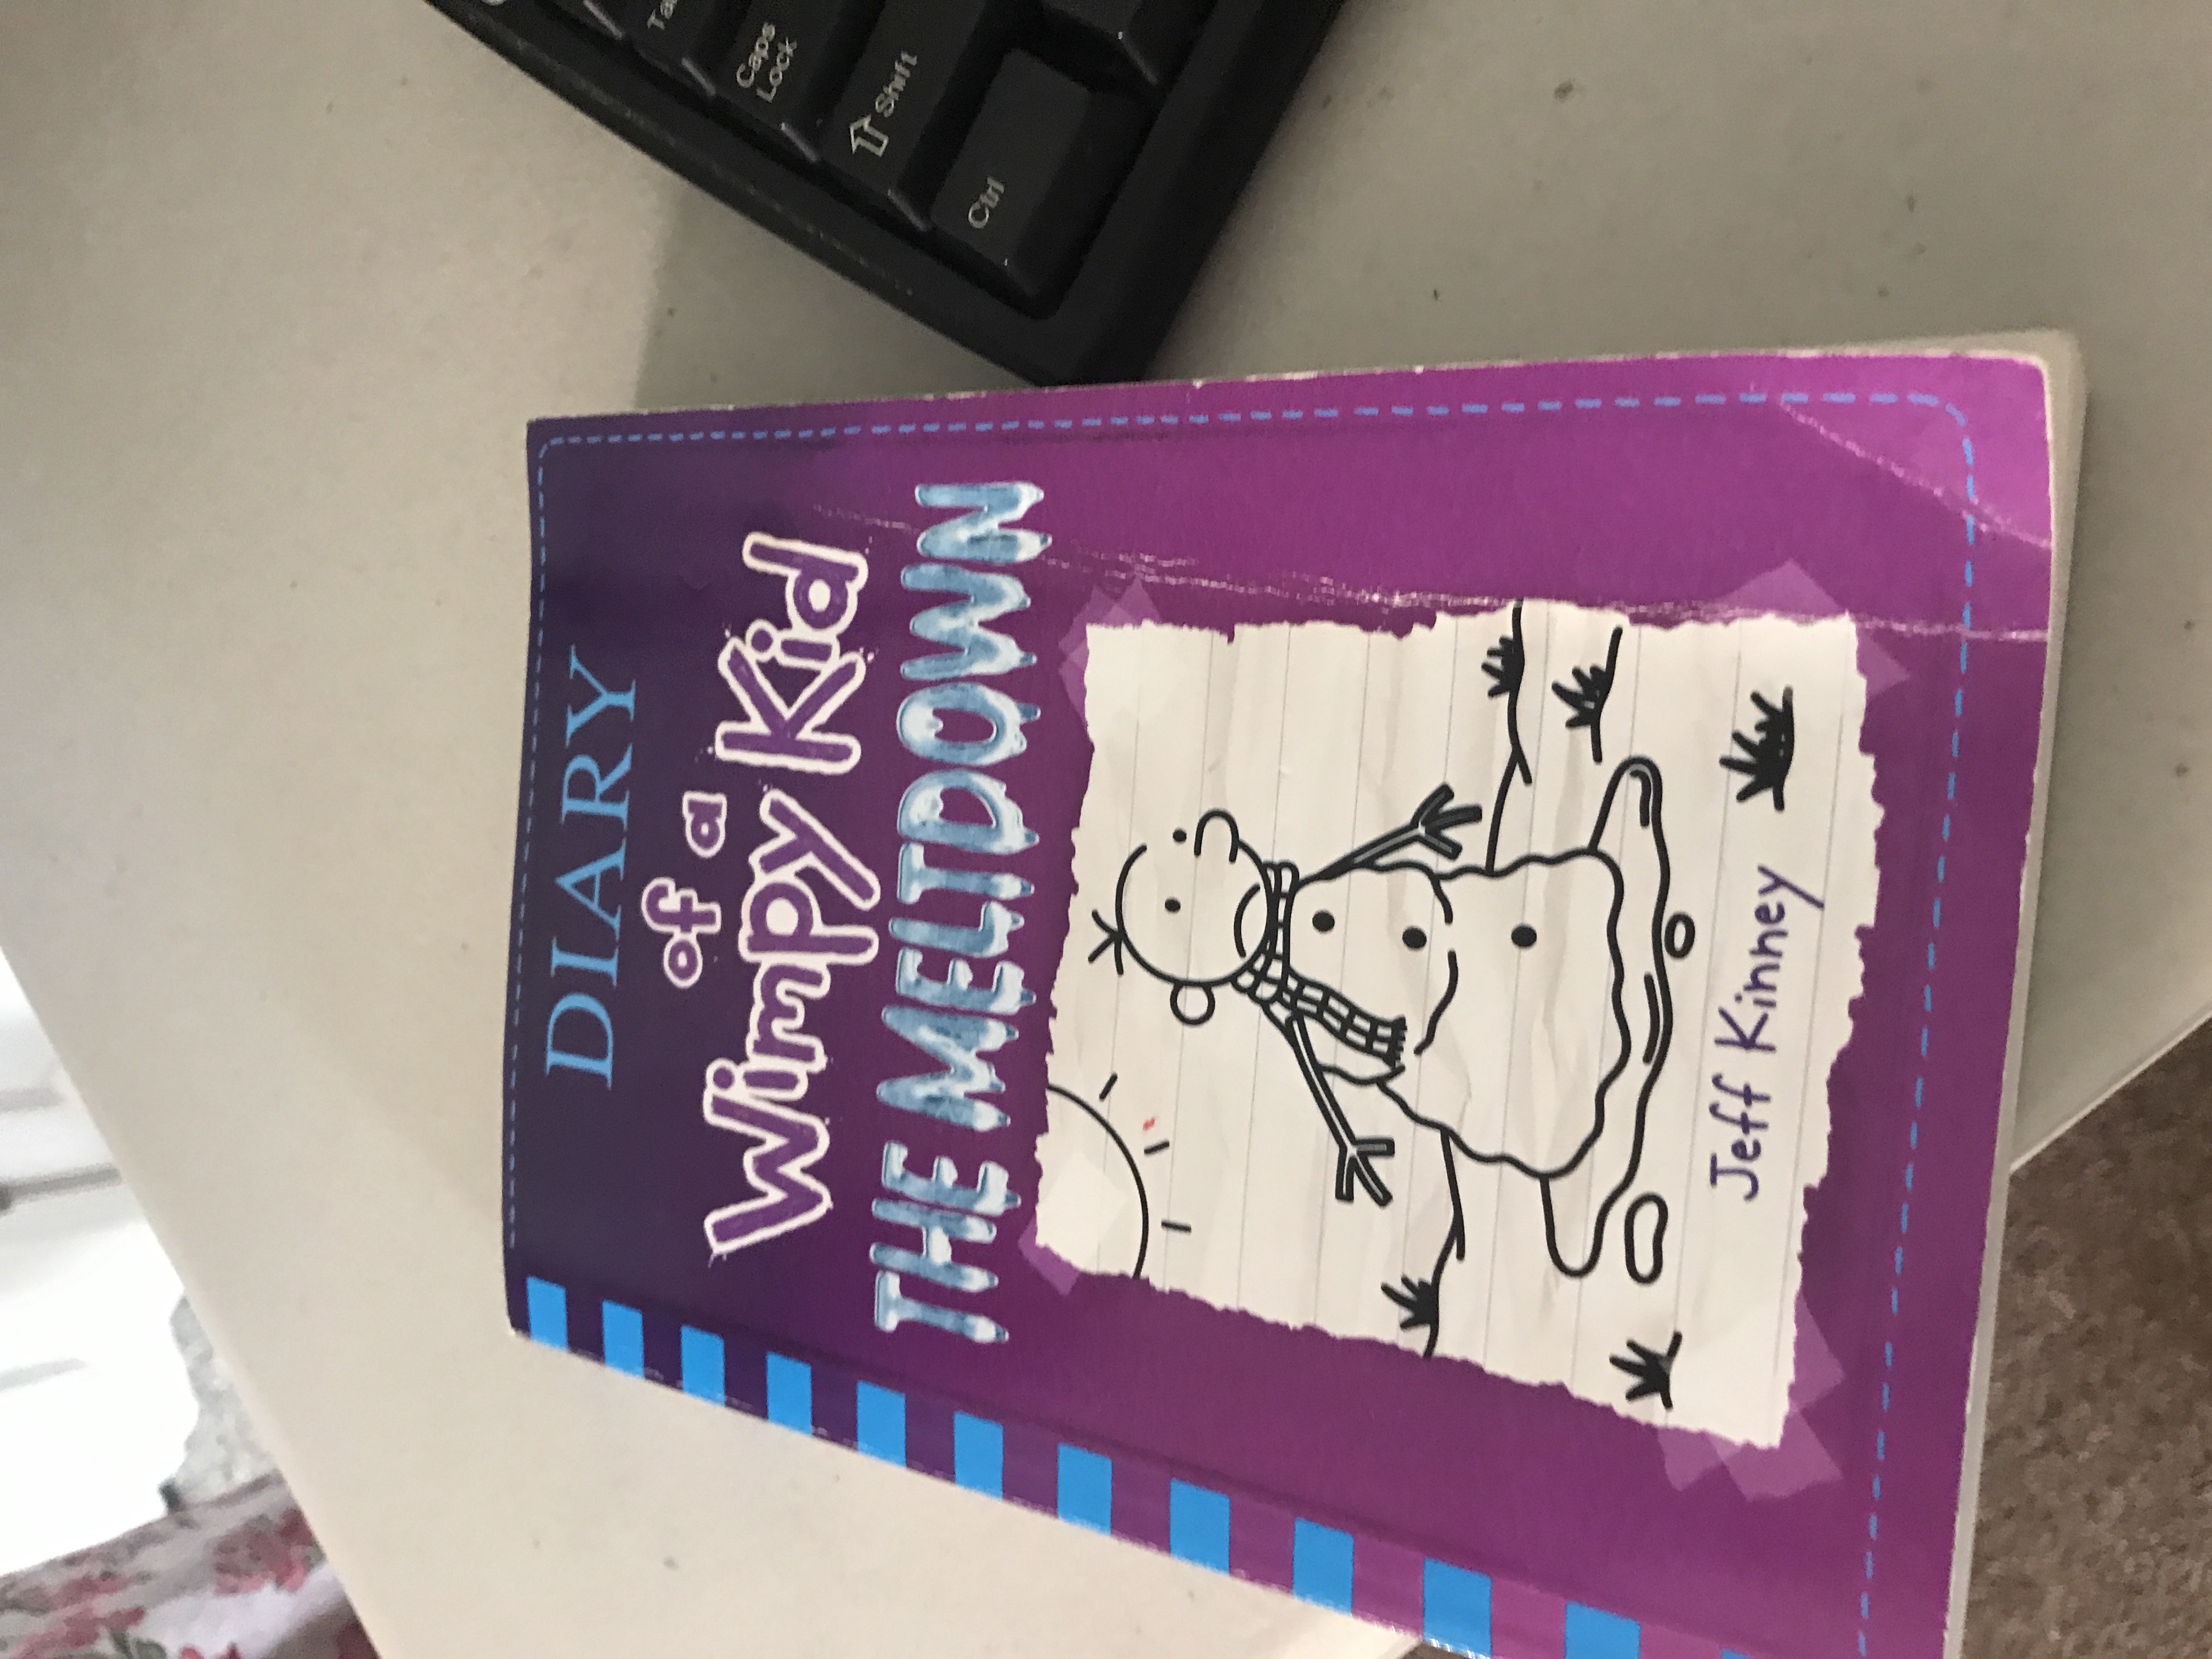 DIARY
of a
Wimpy Kid
THE MELTDOWN
Jeff Kinney
Caps
Lock
Shift
Ctrl